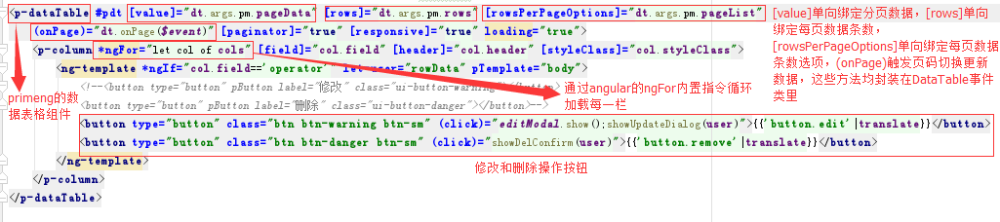 <p-dataTable #pdt [value]="dt.args.pm.pageData" [rows]="dt.args.pm.rows" [rowsPerPageOptions]="dt.args.pm.pageList"
(onPage)="dt.onPage($event)" [paginator]="true" [responsive]="true" loading="true">
<p-column *ngFor="let col of cols" [field]="col.field" [header]="col.header" [styleClass]="col.styleClass">
<ng-template *ngIf="col.field=='operator'" let-user="rowData" pTemplate="body">
<!--<button type="button" pButton label="修改" class="ui-button-warning"></button>
<button type="button" pButton label="删除" class="ui-button-danger"></button>-->
<button type="button" class="btn btn-warning btn-sm" (click)="editModal.show();showUpdateDialog(user)">{{'button.edit'|translate}}</button>
<button type="button" class="btn btn-danger btn-sm" (click)="showDelConfirm(user)">{{'button.remove'|translate}}</button>
</ng-template>
</p-column>
</p-dataTable>
[value]单向绑定分页数据，[rows]单向
绑定每页数据条数，
[rowsPerPageOptions]单向绑定每页数据
条数选项，(onPage)触发页码切换更新
数据，这些方法均封装在DataTable事件
类里
primeng的数
据表格组件
通过angular的ngFor内置指令循环
加载每一栏
修改和删除操作按钮